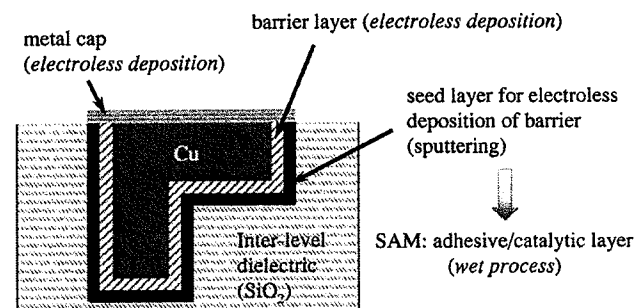 barrier layer (electroless deposition)
metal cap
(electroless deposition)
seed layer for electroless
deposition of barrier
(sputtering)
Cu
Inter-level
dielectric
(SiO₂)
SAM: adhesive/catalytic layer
(wet process)